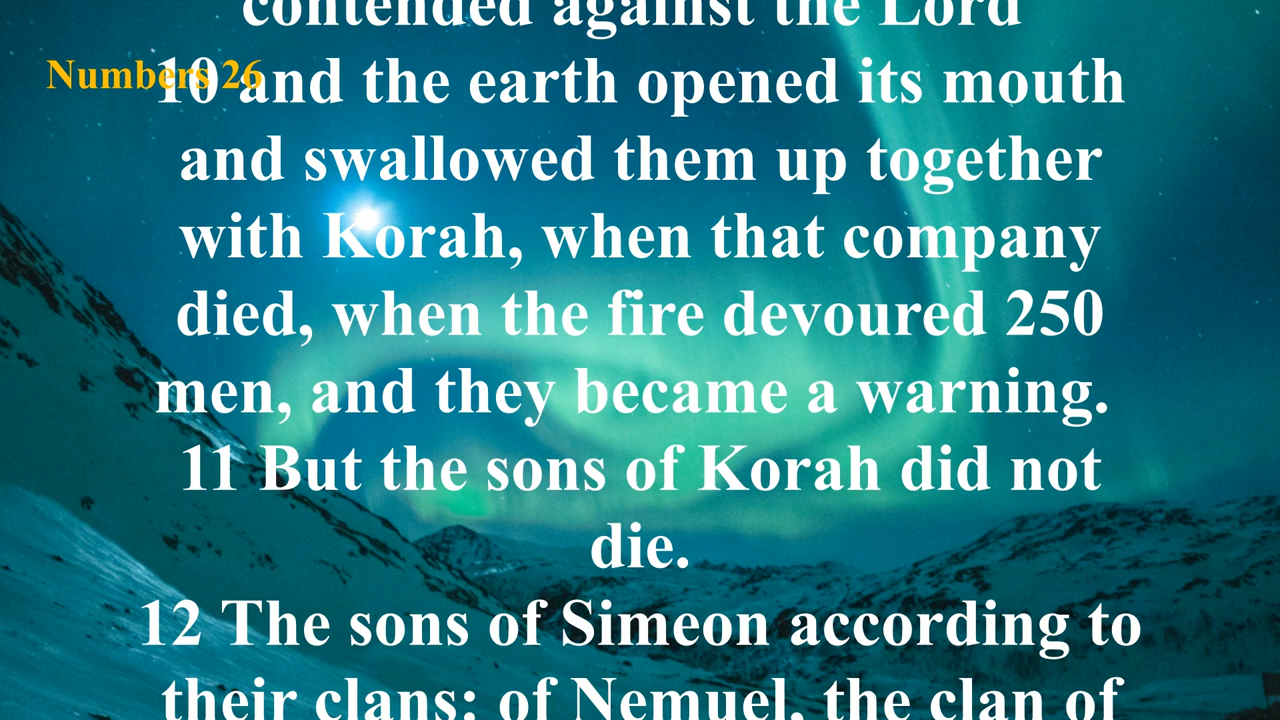 contended against the Lord
Numbers 26
10 and the earth opened its mouth
and swallowed them up together
with Korah, when that company
died, when the fire devoured 250
men, and they became a warning.
11 But the sons of Korah did not
die.
12 The sons of Simeon according to
their clans: of Nemuel, the clan of